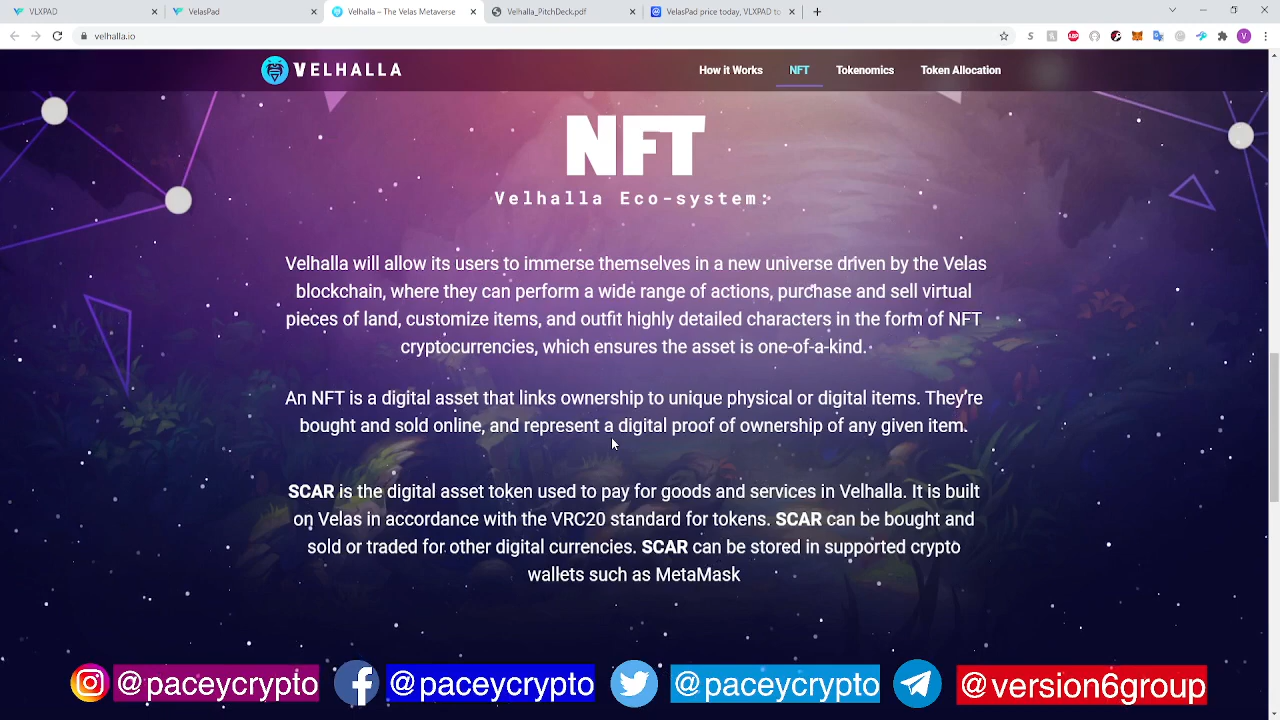 VLXPAD
VelasPad
Velhalla – The Velas Metaverse
Velhalla_PitchDeck.pdf
VelasPad price today, VLXPAD to
velhalla.io
VELHALLA
How it Works
NFT
Tokenomics
Token Allocation
NFT
Velhalla Eco-system:
Velhalla will allow its users to immerse themselves in a new universe driven by the Velas
blockchain, where they can perform a wide range of actions, purchase and sell virtual
pieces of land, customize items, and outfit highly detailed characters in the form of NFT
cryptocurrencies, which ensures the asset is one-of-a-kind.
An NFT is a digital asset that links ownership to unique physical or digital items. They're
bought and sold online, and represent a digital proof of ownership of any given item.
SCAR is the digital asset token used to pay for goods and services in Velhalla. It is built
on Velas in accordance with the VRC20 standard for tokens. SCAR can be bought and
sold or traded for other digital currencies. SCAR can be stored in supported crypto
wallets such as MetaMask
@paceycrypto
@paceycrypto
@paceycrypto
@version6group